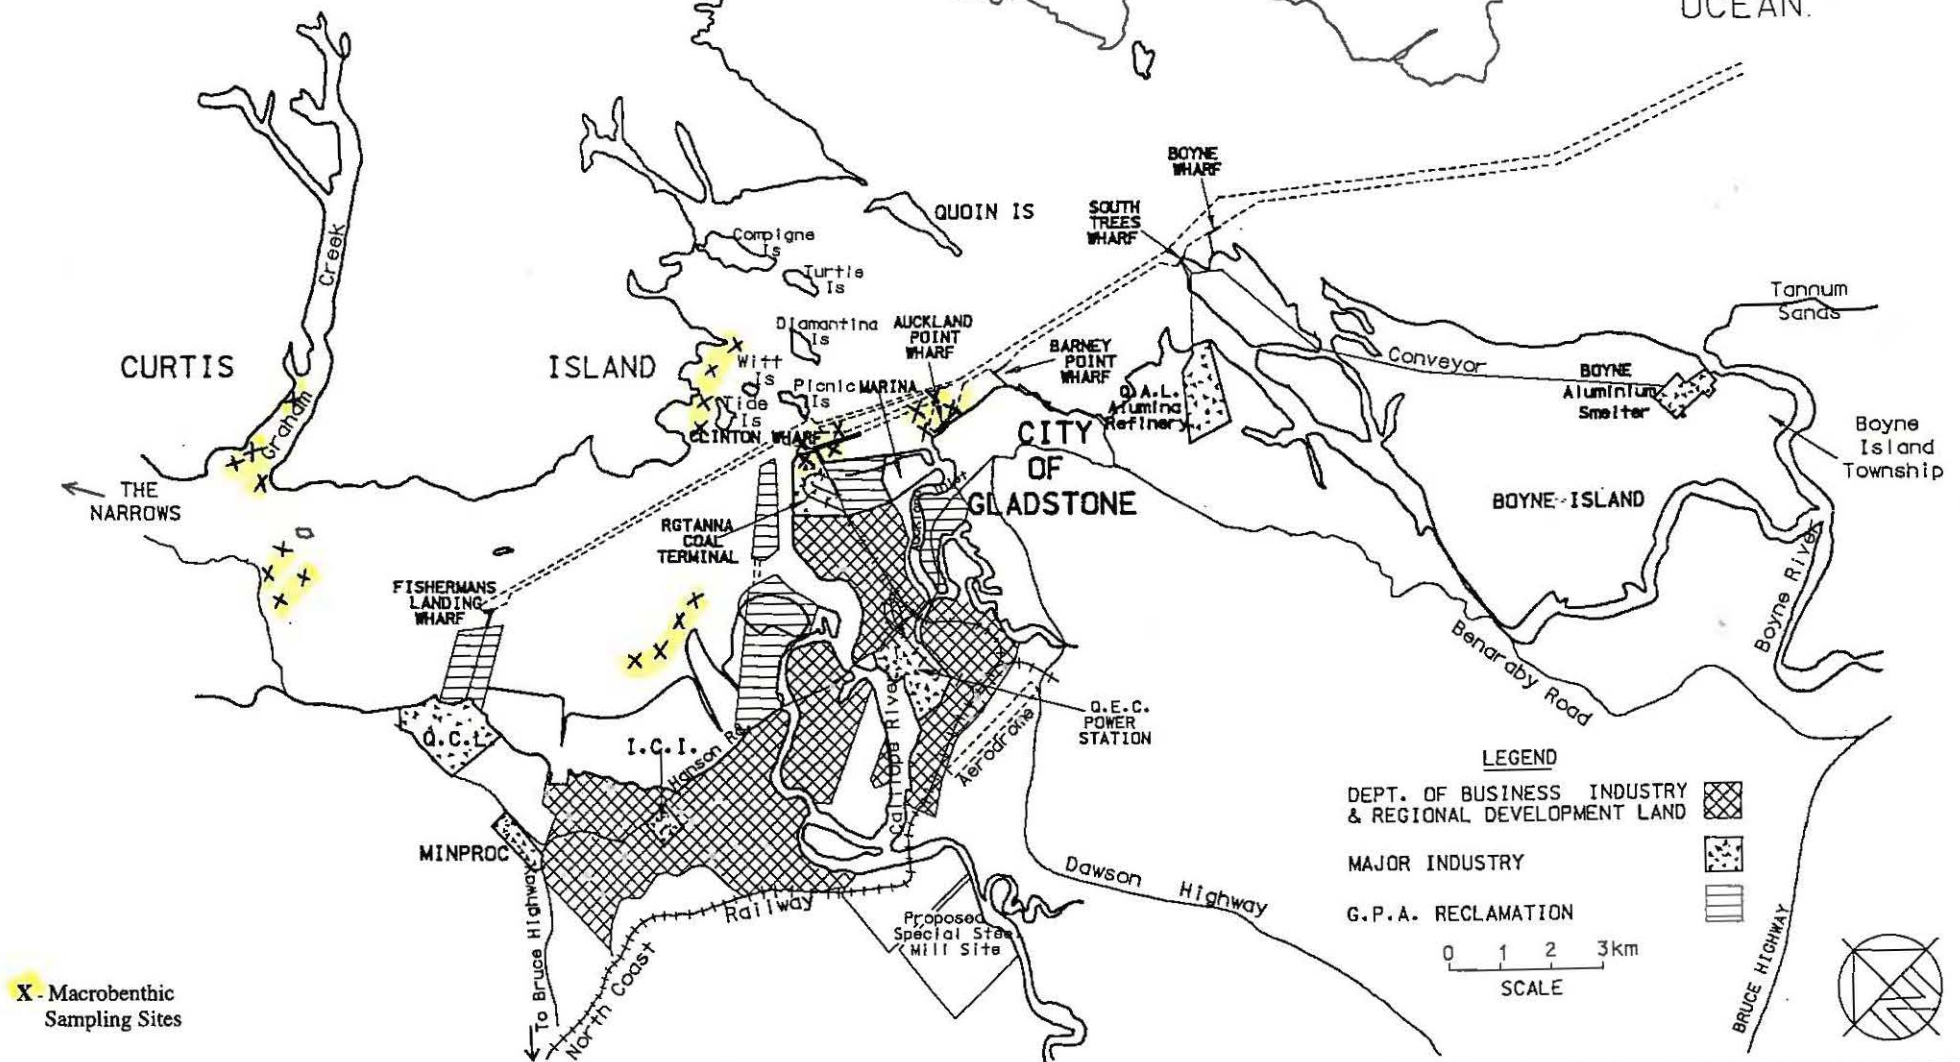 OCEAN.
BOYNE
WHARF
SOUTH
TREES
WHARF
QUOIN IS
Compigne
Is
Turtle
Is
Creek
Tannum
Sands
Diamantina
Is
AUCKLAND
POINT
WHARF
BARNEY
POINT
WHARF
CURTIS
ISLAND
Witt
Is
Picnic
Is
MARINA
Tide
Is
Conveyor
BOYNE
Aluminium
Smelter
Q.A.L.
Alumina
Refinery
Graham
CLINTON WHARF
CITY
OF
GLADSTONE
Boyne
Island
Township
THE
NARROWS
Inlet
BOYNE ISLAND
RGTANNA
COAL
TERMINAL
FISHERMANS
LANDING
WHARF
Boyne River
Benaraby Road
Q.E.C.
POWER
STATION
Q.C.L.
I.C.I.
Hanson Rd
Calliope River
Aerodrome
LEGEND
DEPT. OF BUSINESS INDUSTRY
& REGIONAL DEVELOPMENT LAND
MAJOR INDUSTRY
G.P.A. RECLAMATION
0 1 2 3km
SCALE
MINPROC
Dawson Highway
Railway
Proposed
Special Steel
Mill Site
To Bruce Highway
North Coast
BRUCE HIGHWAY
X - Macrobenthic
Sampling Sites